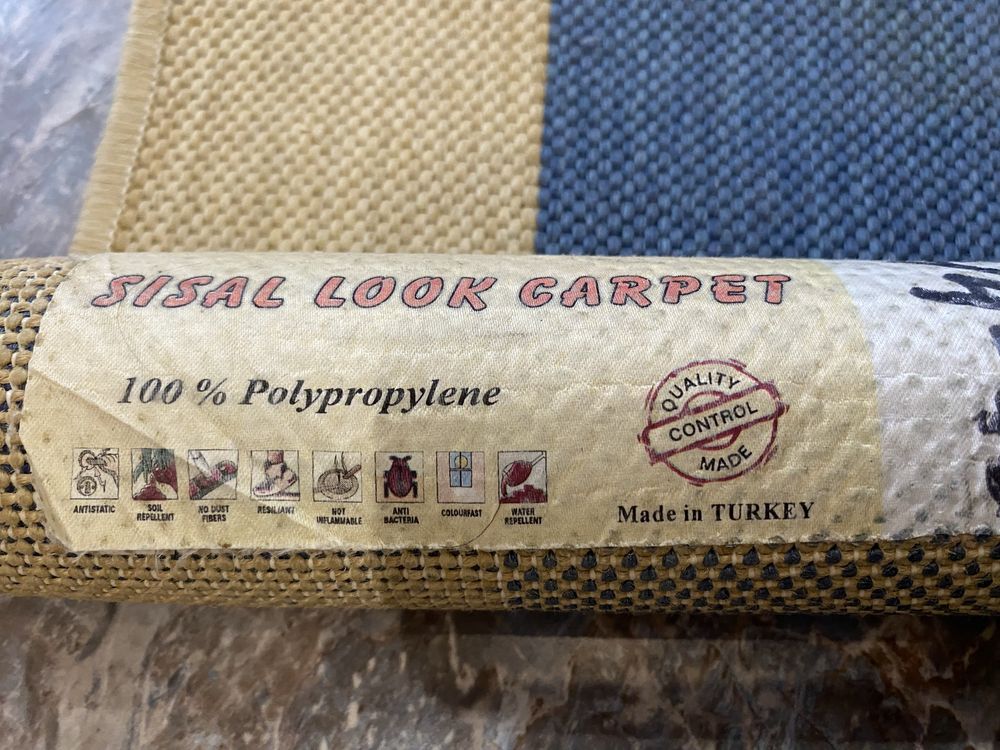 SISAL LOOK CARPET
100 % Polypropylene
QUALITY
CONTROL
MADE
ANTISTATIC
SOIL REPELLENT
NO DUST FIBERS
RESILIANT
NOT INFLAMMABLE
ANTI BACTERIA
COLOURFAST
WATER REPELLENT
Made in TURKEY